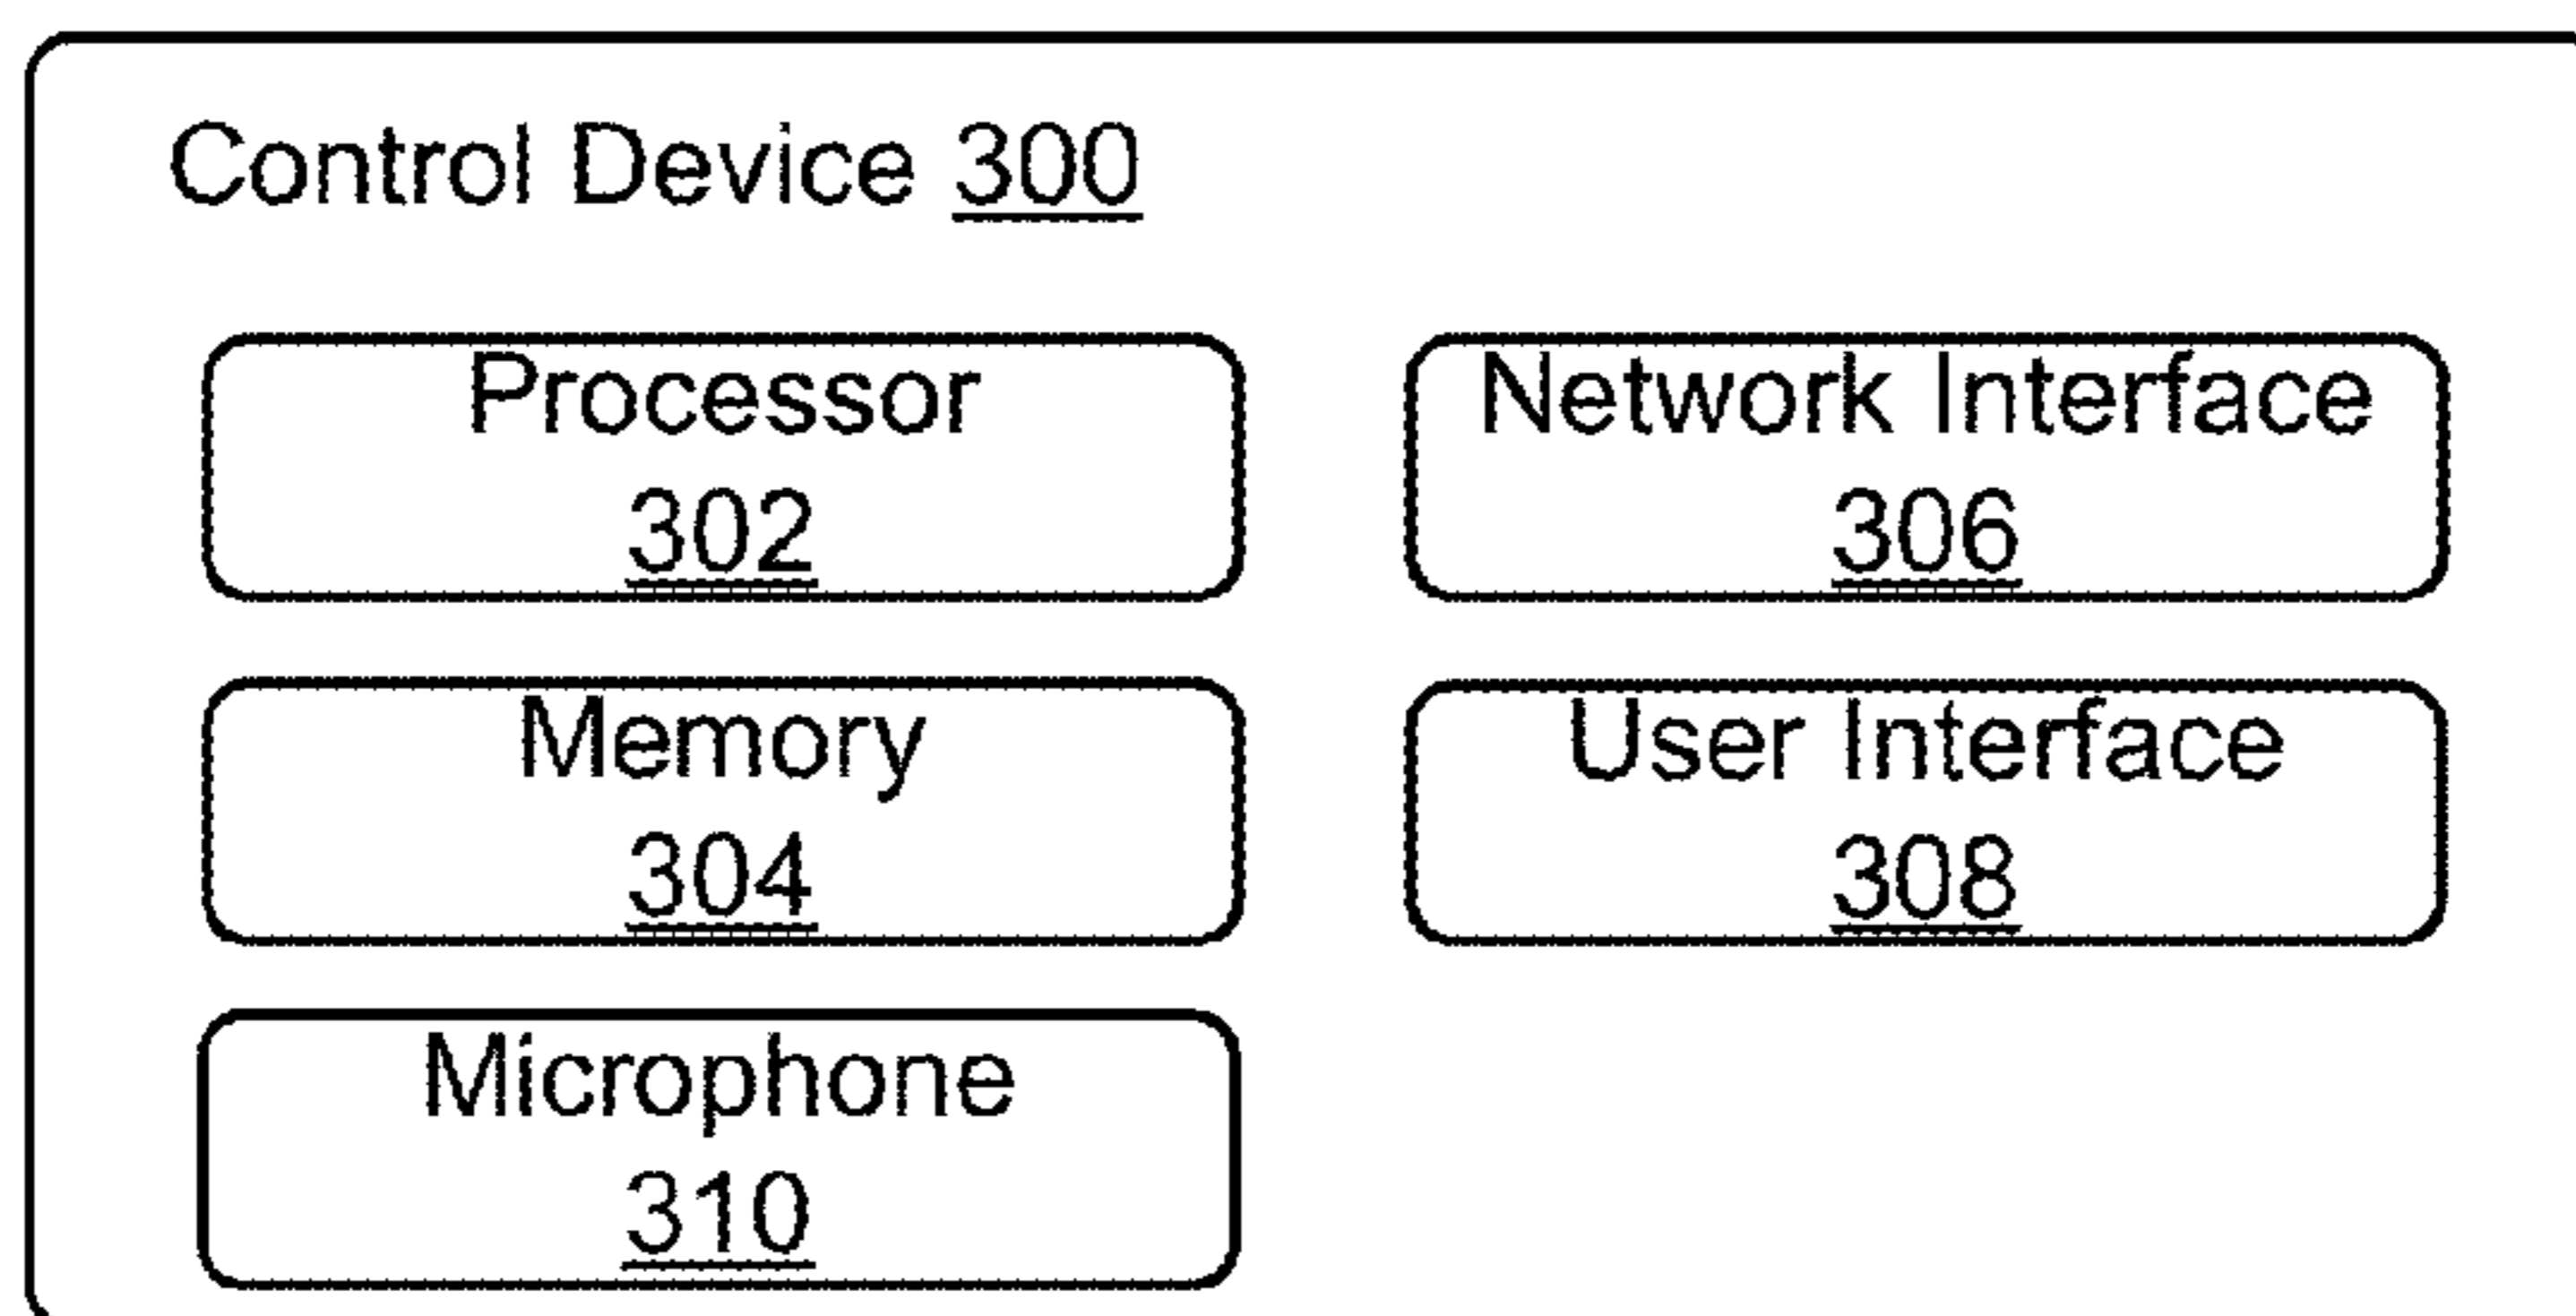 Control Device 300
Processor
302
Network Interface
306
Memory
304
User Interface
308
Microphone
310